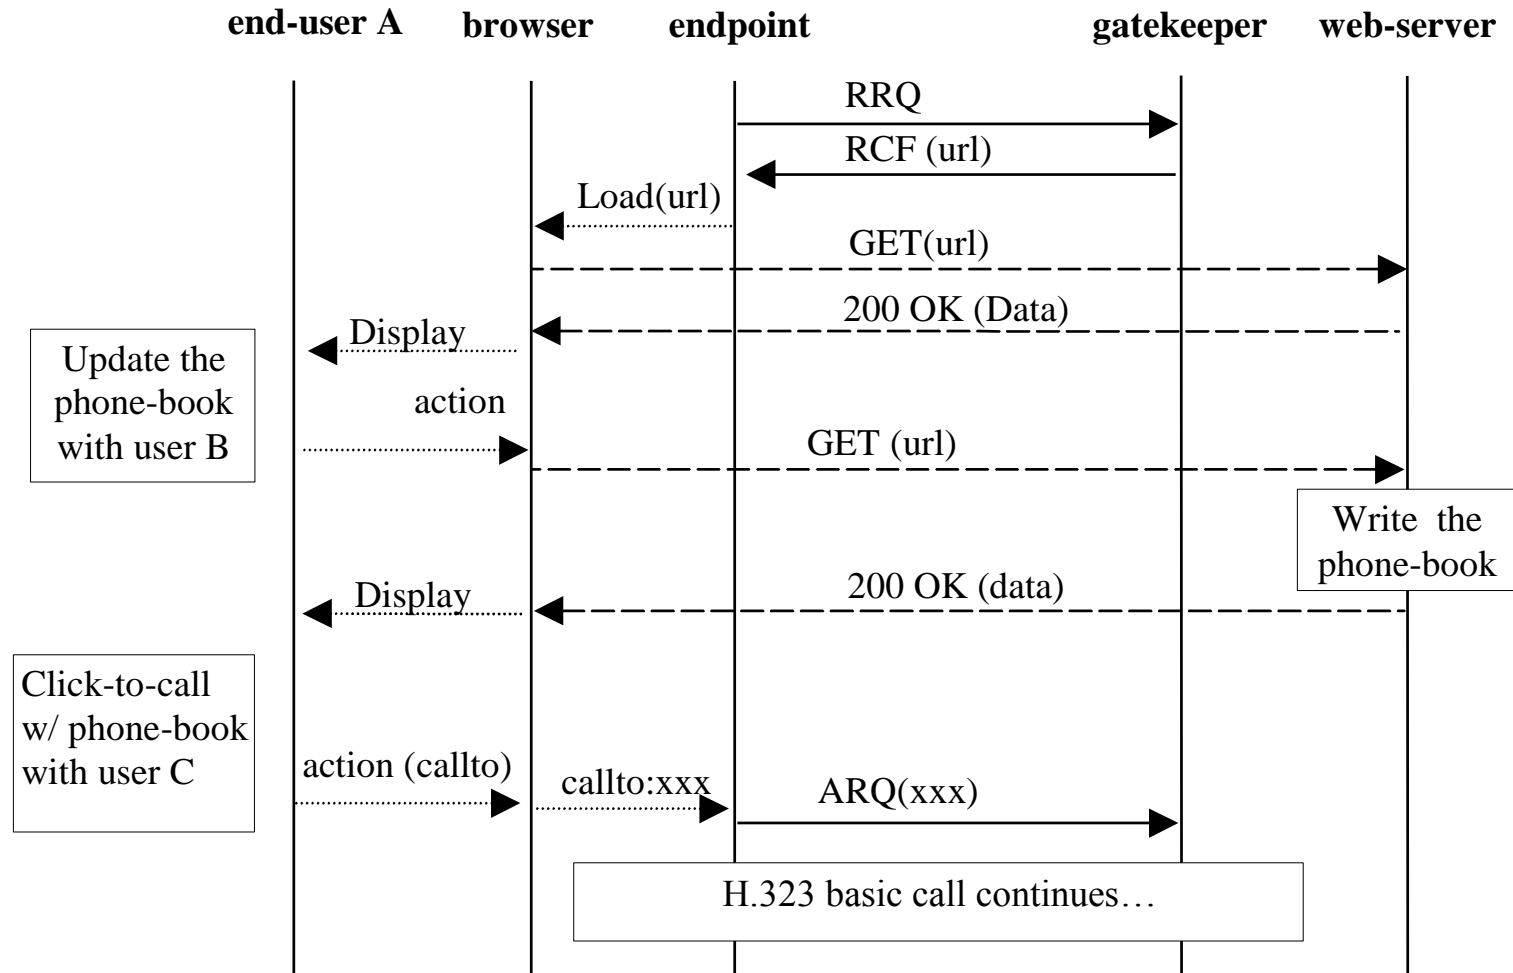 end-user A browser endpoint gatekeeper web-server
RRQ
RCF (url)
Load(url)
GET(url)
200 OK (Data)
Display
Update the
phone-book
with user B
action
GET (url)
Write the
phone-book
200 OK (data)
Display
Click-to-call
w/ phone-book
with user C
action (callto)
callto:xxx
ARQ(xxx)
H.323 basic call continues…